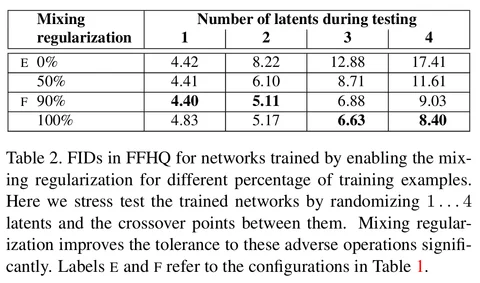 Mixing Number of latents during testing
regularization 1 2 3 4
E 0% 4.42 8.22 12.88 17.41
50% 4.41 6.10 8.71 11.61
F 90% 4.40 5.11 6.88 9.03
100% 4.83 5.17 6.63 8.40
Table 2. FIDs in FFHQ for networks trained by enabling the mix-
ing regularization for different percentage of training examples.
Here we stress test the trained networks by randomizing 1 . . . 4
latents and the crossover points between them. Mixing regular-
ization improves the tolerance to these adverse operations signifi-
cantly. Labels E and F refer to the configurations in Table 1.